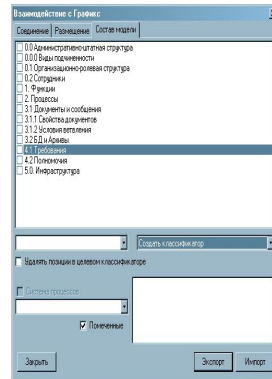 Взаимодействие с Графикс
Соединение Размещение Состав модели
0.0 Административно-штатная структура
0.0.0 Виды подчиненности
0.1 Организационно-ролевая структура
0.2 Сотрудники
1. Функции
2. Процессы
3.1 Документы и сообщения
3.1.1 Свойства документов
3.1.2 Условия ветвления
3.2 БД и Архивы
4.1 Требования
4.2 Полномочия
5.0. Инфраструктура
Создать классификатор
Удалять позиции в целевом классификаторе
Система процессов
Помеченные
Закрыть Экспорт Импорт